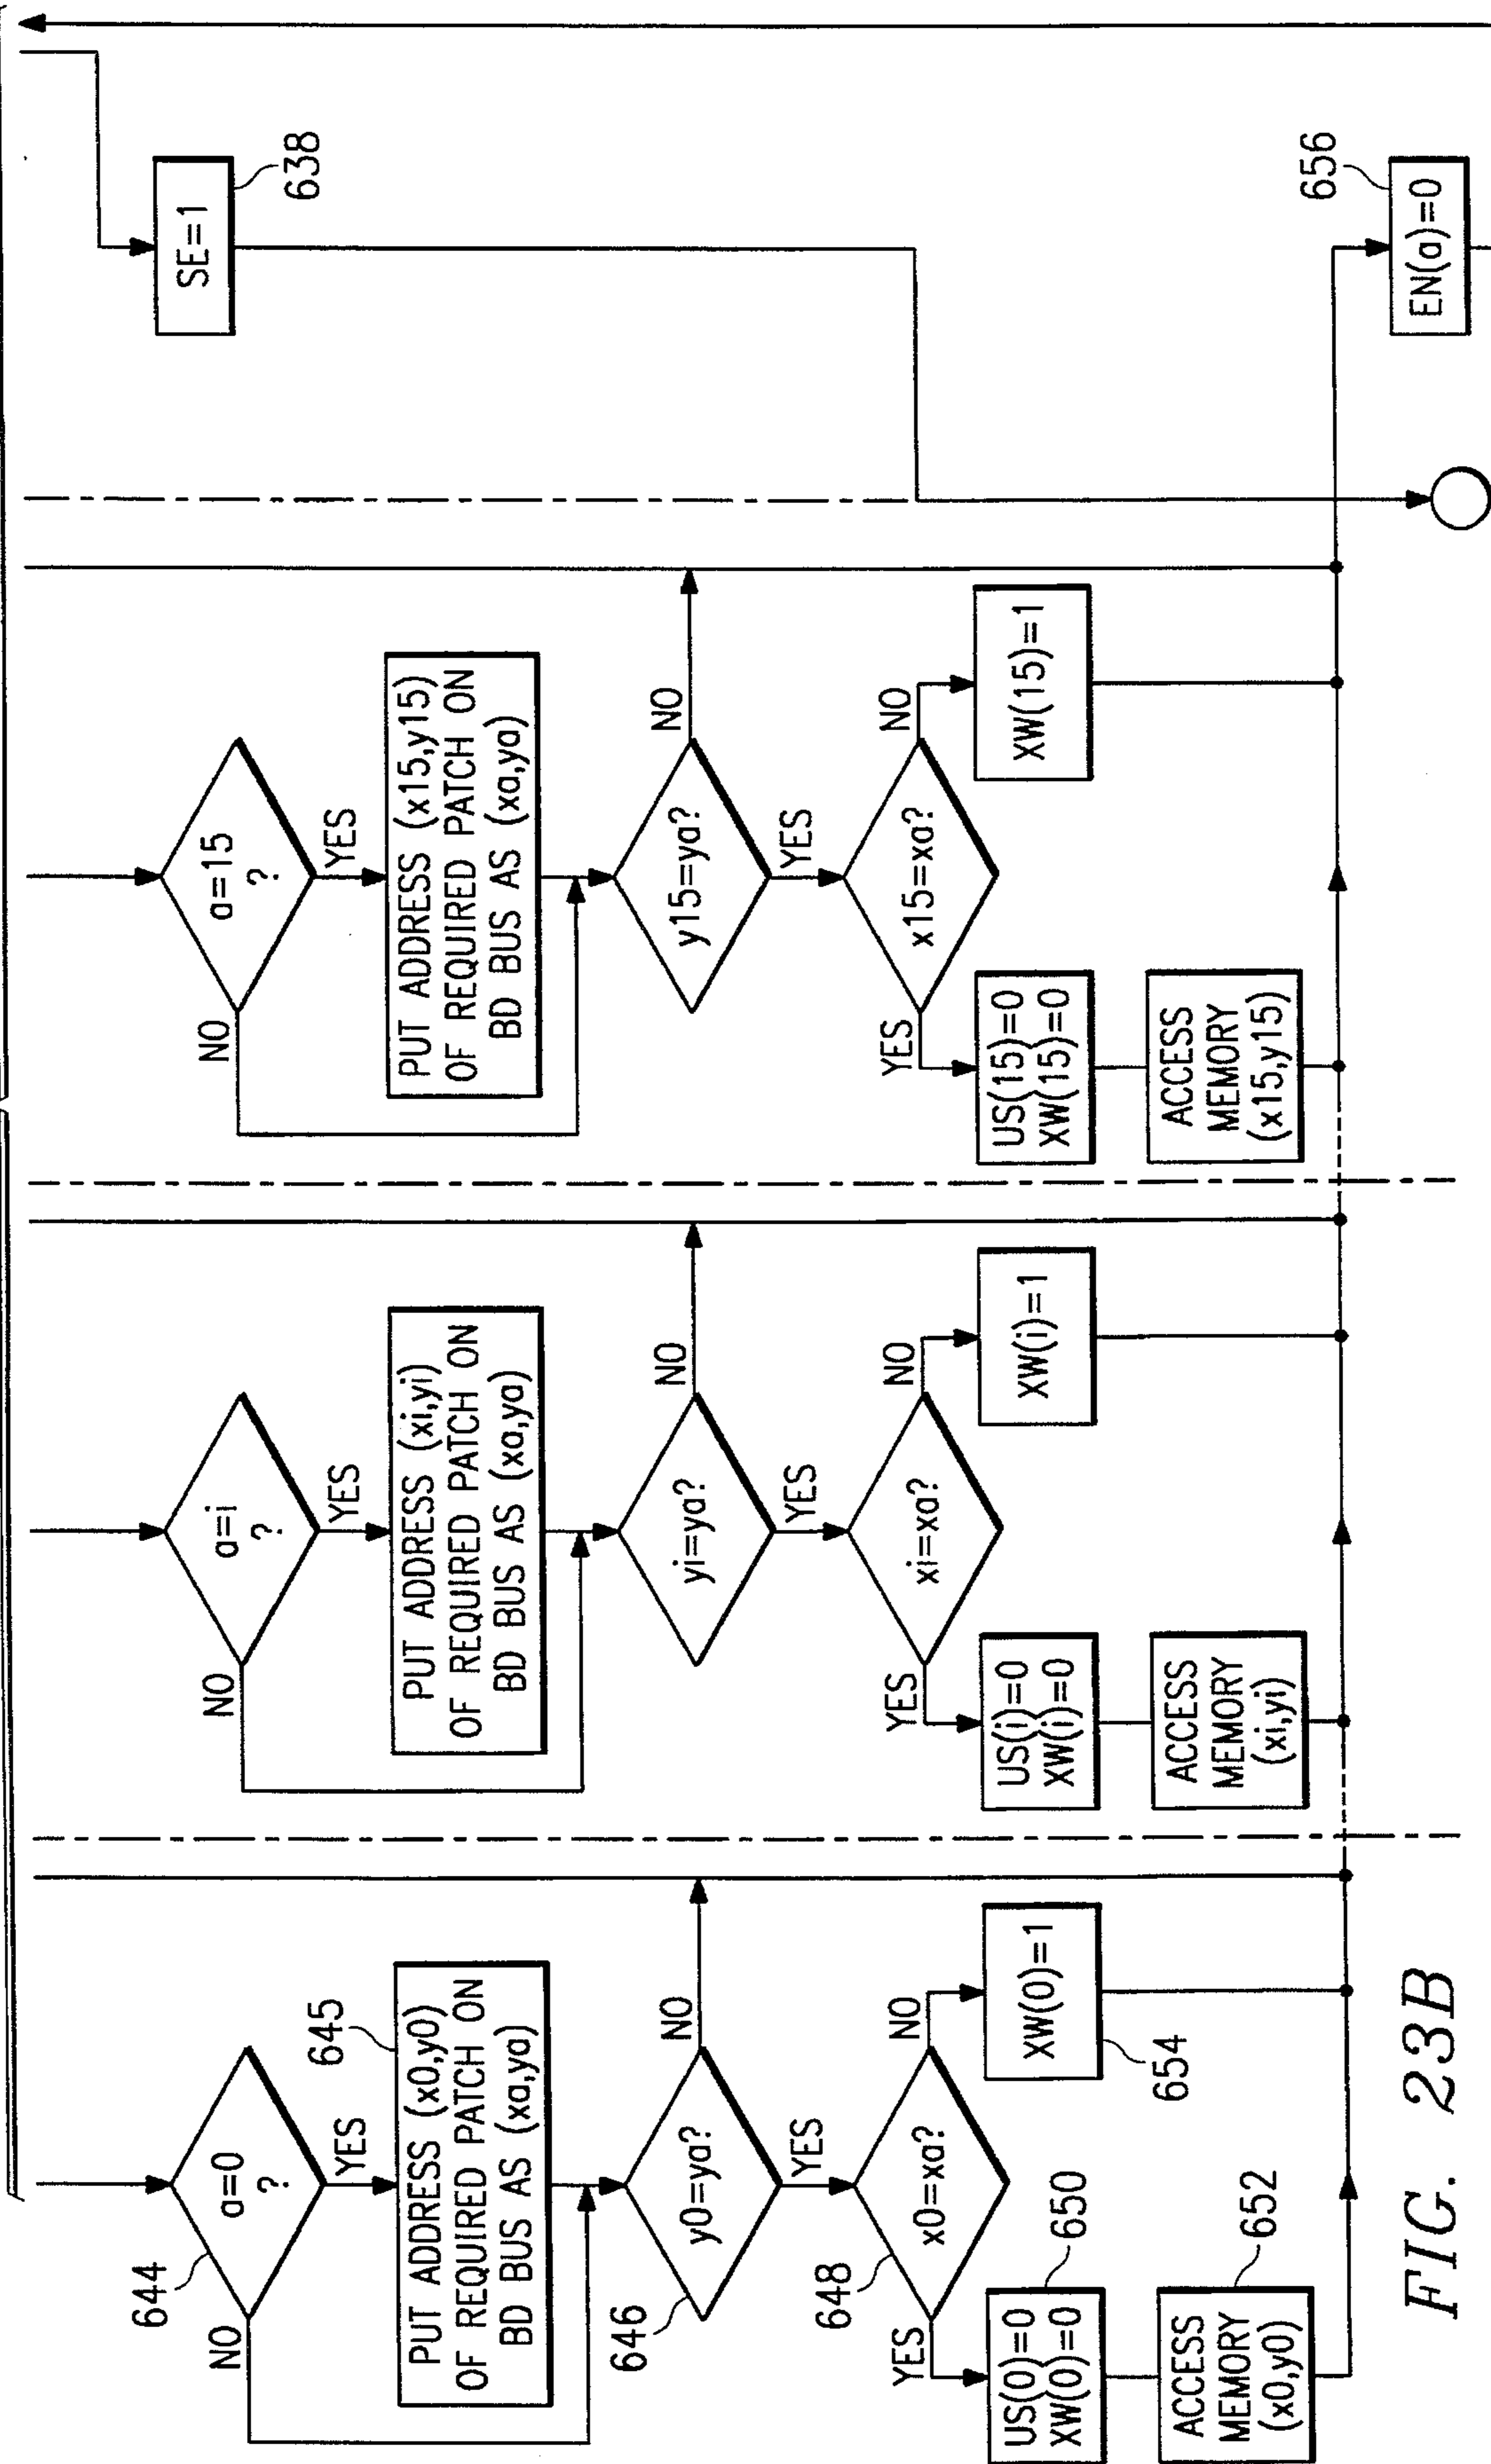 644
a=0
?
NO
YES
645
PUT ADDRESS (x0,y0)
OF REQUIRED PATCH ON
BD BUS AS (xa,ya)
646
y0=ya?
NO
YES
648
x0=xa?
YES
NO
650
US(0)=0
XW(0)=0
XW(0)=1
654
652
ACCESS
MEMORY
(x0,y0)
a=i
?
NO
YES
PUT ADDRESS (xi,yi)
OF REQUIRED PATCH ON
BD BUS AS (xa,ya)
yi=ya?
NO
YES
xi=xa?
YES
NO
US(i)=0
XW(i)=0
XW(i)=1
ACCESS
MEMORY
(xi,yi)
a=15
?
NO
YES
PUT ADDRESS (x15,y15)
OF REQUIRED PATCH ON
BD BUS AS (xa,ya)
y15=ya?
NO
YES
x15=xa?
YES
NO
US(15)=0
XW(15)=0
XW(15)=1
ACCESS
MEMORY
(x15,y15)
SE=1
638
656
EN(a)=0
FIG. 23B